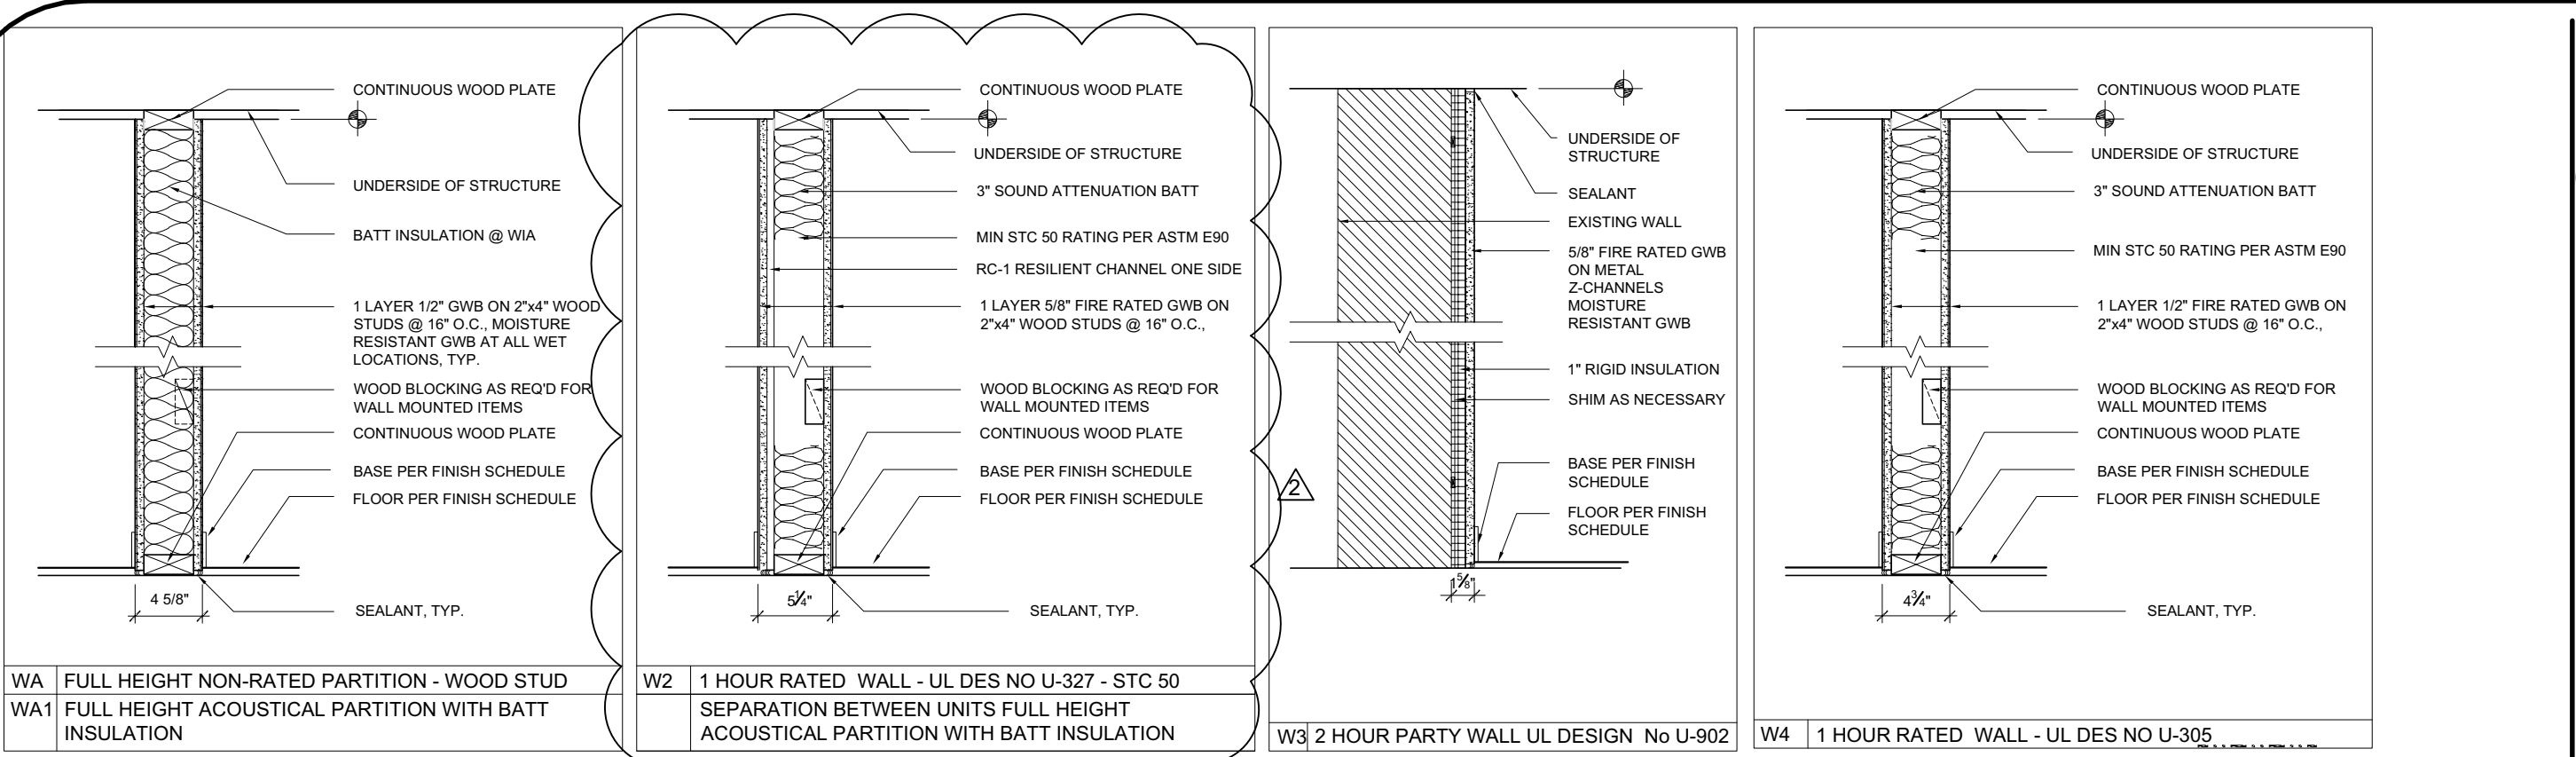 CONTINUOUS WOOD PLATE
UNDERSIDE OF STRUCTURE
BATT INSULATION @ WIA
1 LAYER 1/2" GWB ON 2"x4" WOOD
STUDS @ 16" O.C., MOISTURE
RESISTANT GWB AT ALL WET
LOCATIONS, TYP.
WOOD BLOCKING AS REQ'D FOR
WALL MOUNTED ITEMS
CONTINUOUS WOOD PLATE
BASE PER FINISH SCHEDULE
FLOOR PER FINISH SCHEDULE
4 5/8"
SEALANT, TYP.
WA FULL HEIGHT NON-RATED PARTITION - WOOD STUD
WA1 FULL HEIGHT ACOUSTICAL PARTITION WITH BATT
INSULATION
CONTINUOUS WOOD PLATE
UNDERSIDE OF STRUCTURE
3" SOUND ATTENUATION BATT
MIN STC 50 RATING PER ASTM E90
RC-1 RESILIENT CHANNEL ONE SIDE
1 LAYER 5/8" FIRE RATED GWB ON
2"x4" WOOD STUDS @ 16" O.C.,
WOOD BLOCKING AS REQ'D FOR
WALL MOUNTED ITEMS
CONTINUOUS WOOD PLATE
BASE PER FINISH SCHEDULE
FLOOR PER FINISH SCHEDULE
5 1/4"
SEALANT, TYP.
W2 1 HOUR RATED WALL - UL DES NO U-327 - STC 50
SEPARATION BETWEEN UNITS FULL HEIGHT
ACOUSTICAL PARTITION WITH BATT INSULATION
2
UNDERSIDE OF
STRUCTURE
SEALANT
EXISTING WALL
5/8" FIRE RATED GWB
ON METAL
Z-CHANNELS
MOISTURE
RESISTANT GWB
1" RIGID INSULATION
SHIM AS NECESSARY
BASE PER FINISH
SCHEDULE
FLOOR PER FINISH
SCHEDULE
1 5/8"
W3 2 HOUR PARTY WALL UL DESIGN No U-902
CONTINUOUS WOOD PLATE
UNDERSIDE OF STRUCTURE
3" SOUND ATTENUATION BATT
MIN STC 50 RATING PER ASTM E90
1 LAYER 1/2" FIRE RATED GWB ON
2"x4" WOOD STUDS @ 16" O.C.,
WOOD BLOCKING AS REQ'D FOR
WALL MOUNTED ITEMS
CONTINUOUS WOOD PLATE
BASE PER FINISH SCHEDULE
FLOOR PER FINISH SCHEDULE
4 3/4"
SEALANT, TYP.
W4 1 HOUR RATED WALL - UL DES NO U-305